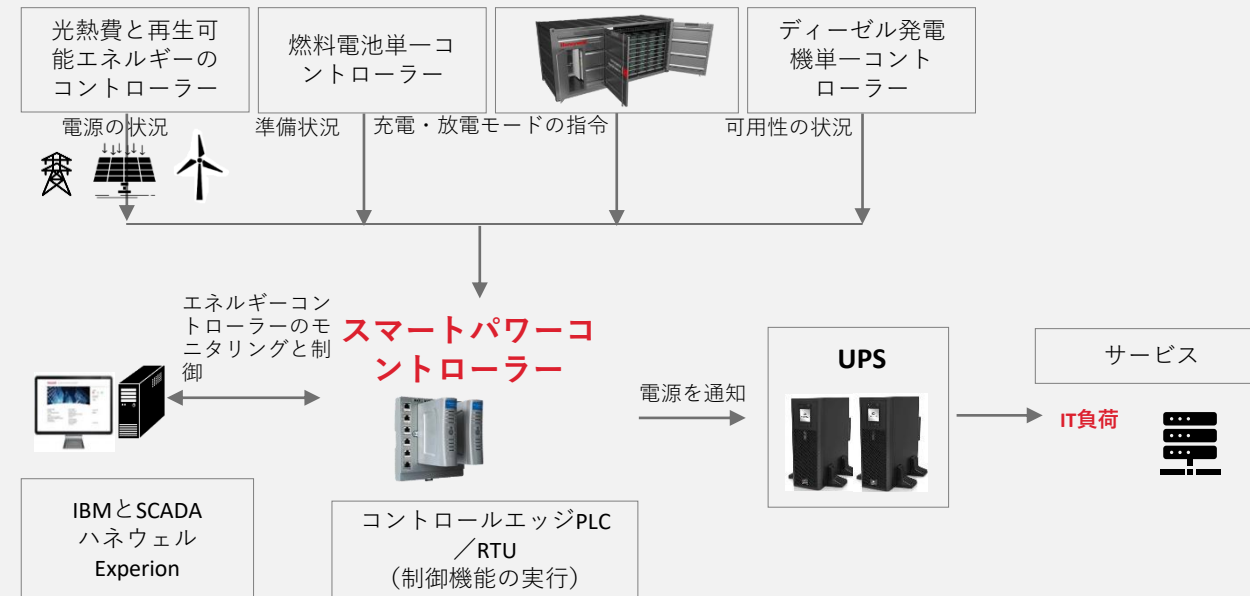 光熱費と再生可
能エネルギーの
コントローラー
燃料電池単一コ
ントローラー
Honeywell
ディーゼル発電
機単一コント
ローラー
電源の状況
準備状況
充電・放電モードの指令
可用性の状況
エネルギーコン
トローラーのモ
ニタリングと制
御
スマートパワーコ
ントローラー
電源を通知
UPS
サービス
IT負荷
IBMとSCADA
ハネウェル
Experion
コントロールエッジPLC
／RTU
（制御機能の実行）